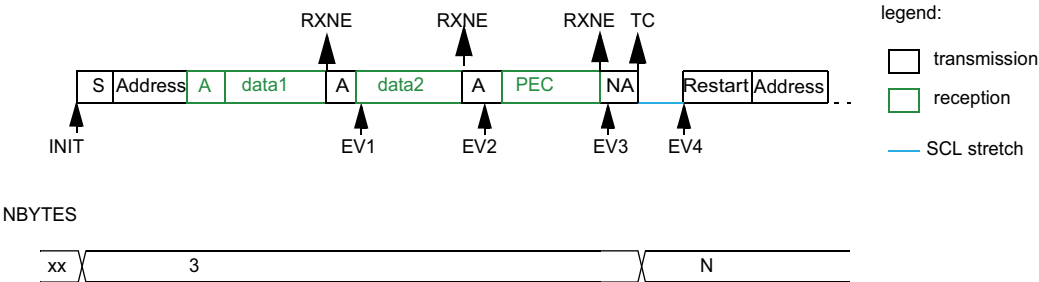 RXNE RXNE RXNE TC
legend:
S Address A data1 A data2 A PEC NA Restart Address
transmission
reception
INIT EV1 EV2 EV3 EV4
SCL stretch
NBYTES
xx 3 N